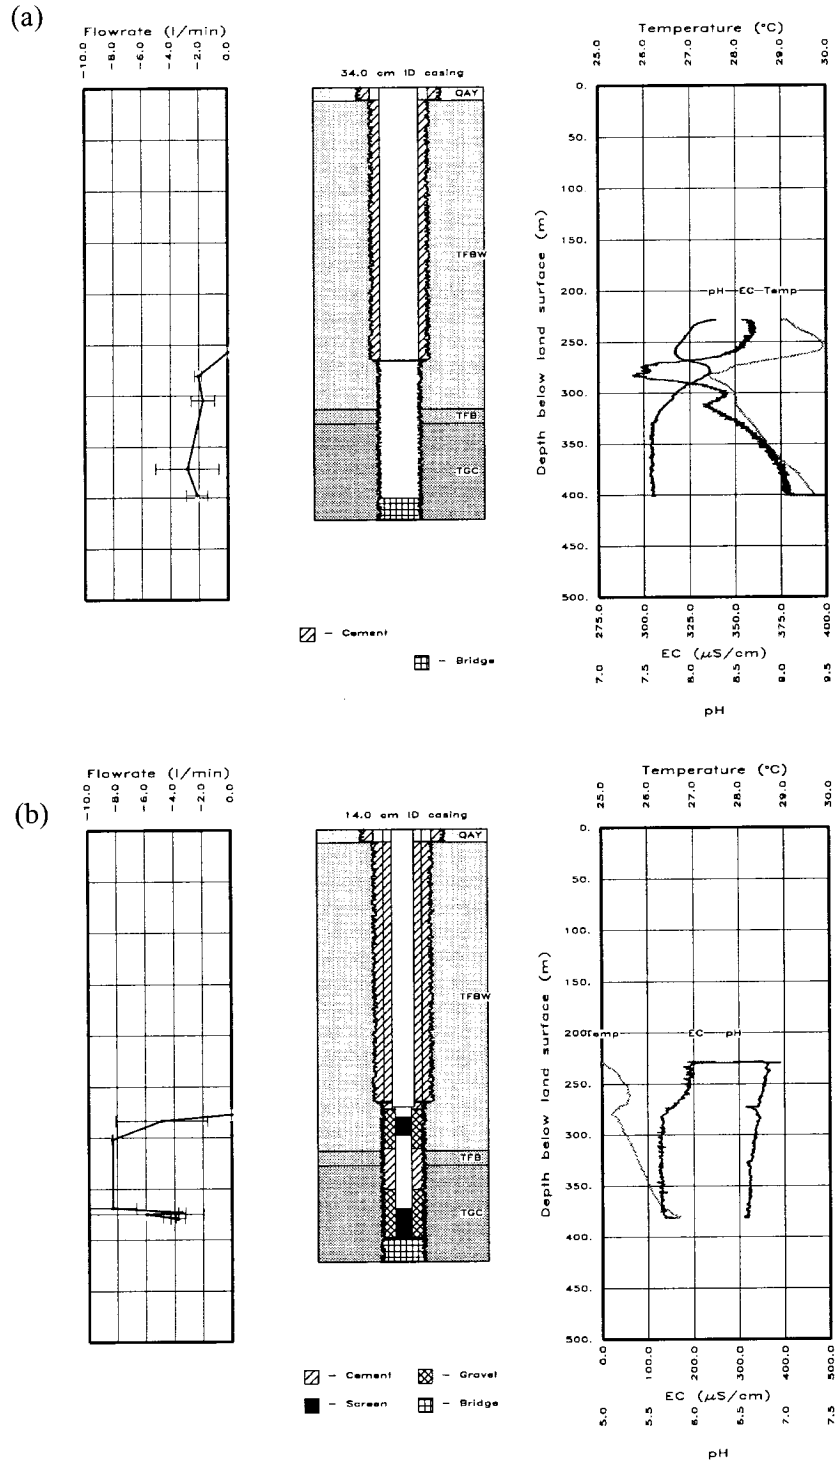 (a)
Flowrate (l/min)
-10.0 -8.0 -6.0 -4.0 -2.0 0.0
34.0 cm ID casing
QAY
TFBW
TFB
TGC
Temperature (°C)
25.0 26.0 27.0 28.0 29.0 30.0
Depth below land surface (m)
0.
50.
100.
150.
200.
250.
300.
350.
400.
450.
500.
pH EC Temp
275.0 300.0 325.0 350.0 375.0 400.0
EC (μS/cm)
7.0 7.5 8.0 8.5 9.0 9.5
pH
- Cement
- Bridge
(b)
Flowrate (l/min)
-10.0 -8.0 -6.0 -4.0 -2.0 0.0
14.0 cm ID casing
QAY
TFBW
TFB
TGC
Temperature (°C)
25.0 26.0 27.0 28.0 29.0 30.0
Depth below land surface (m)
0.
50.
100.
150.
200.
250.
300.
350.
400.
450.
500.
Temp EC pH
0.0 100.0 200.0 300.0 400.0 500.0
EC (μS/cm)
5.0 5.5 6.0 6.5 7.0 7.5
pH
- Cement
- Gravel
- Screen
- Bridge